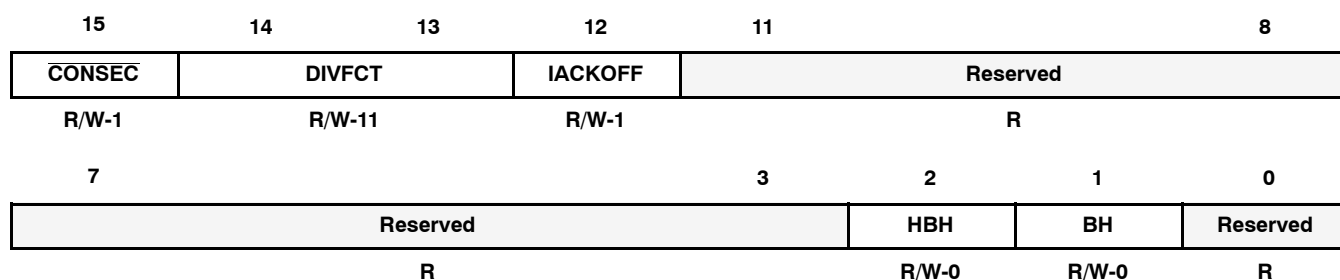 15 14 13 12 11 8
CONSEC DIVFCT IACKOFF Reserved
R/W-1 R/W-11 R/W-1 R
7 3 2 1 0
Reserved HBH BH Reserved
R R/W-0 R/W-0 R